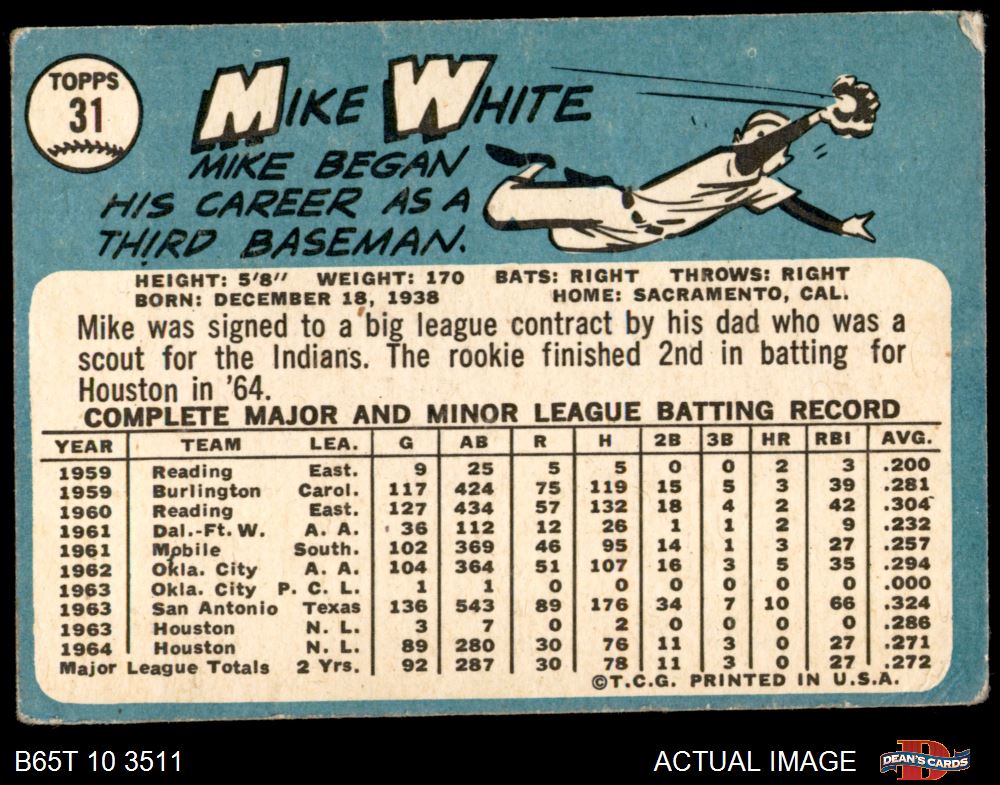 TOPPS
31
MIKE WHITE
MIKE BEGAN
HIS CAREER AS A
THIRD BASEMAN.
HEIGHT: 5'8" WEIGHT: 170 BATS: RIGHT THROWS: RIGHT
BORN: DECEMBER 18, 1938 HOME: SACRAMENTO, CAL.
Mike was signed to a big league contract by his dad who was a
scout for the Indians. The rookie finished 2nd in batting for
Houston in '64.
COMPLETE MAJOR AND MINOR LEAGUE BATTING RECORD
YEAR TEAM LEA. G AB R H 2B 3B HR RBI AVG.
1959 Reading East. 9 25 5 5 0 0 2 3 .200
1959 Burlington Carol. 117 424 75 119 15 5 3 39 .281
1960 Reading East. 127 434 57 132 18 4 2 42 .304
1961 Dal.-Ft. W. A. A. 36 112 12 26 1 1 2 9 .232
1961 Mobile South. 102 369 46 95 14 1 3 27 .257
1962 Okla. City A. A. 104 364 51 107 16 3 5 35 .294
1963 Okla. City P. C. L. 1 1 0 0 0 0 0 0 .000
1963 San Antonio Texas 136 543 89 176 34 7 10 66 .324
1963 Houston N. L. 3 7 0 2 0 0 0 0 .286
1964 Houston N. L. 89 280 30 76 11 3 0 27 .271
Major League Totals 2 Yrs. 92 287 30 78 11 3 0 27 .272
©T.C.G. PRINTED IN U.S.A.
B65T 10 3511 ACTUAL IMAGE DEAN'S CARDS